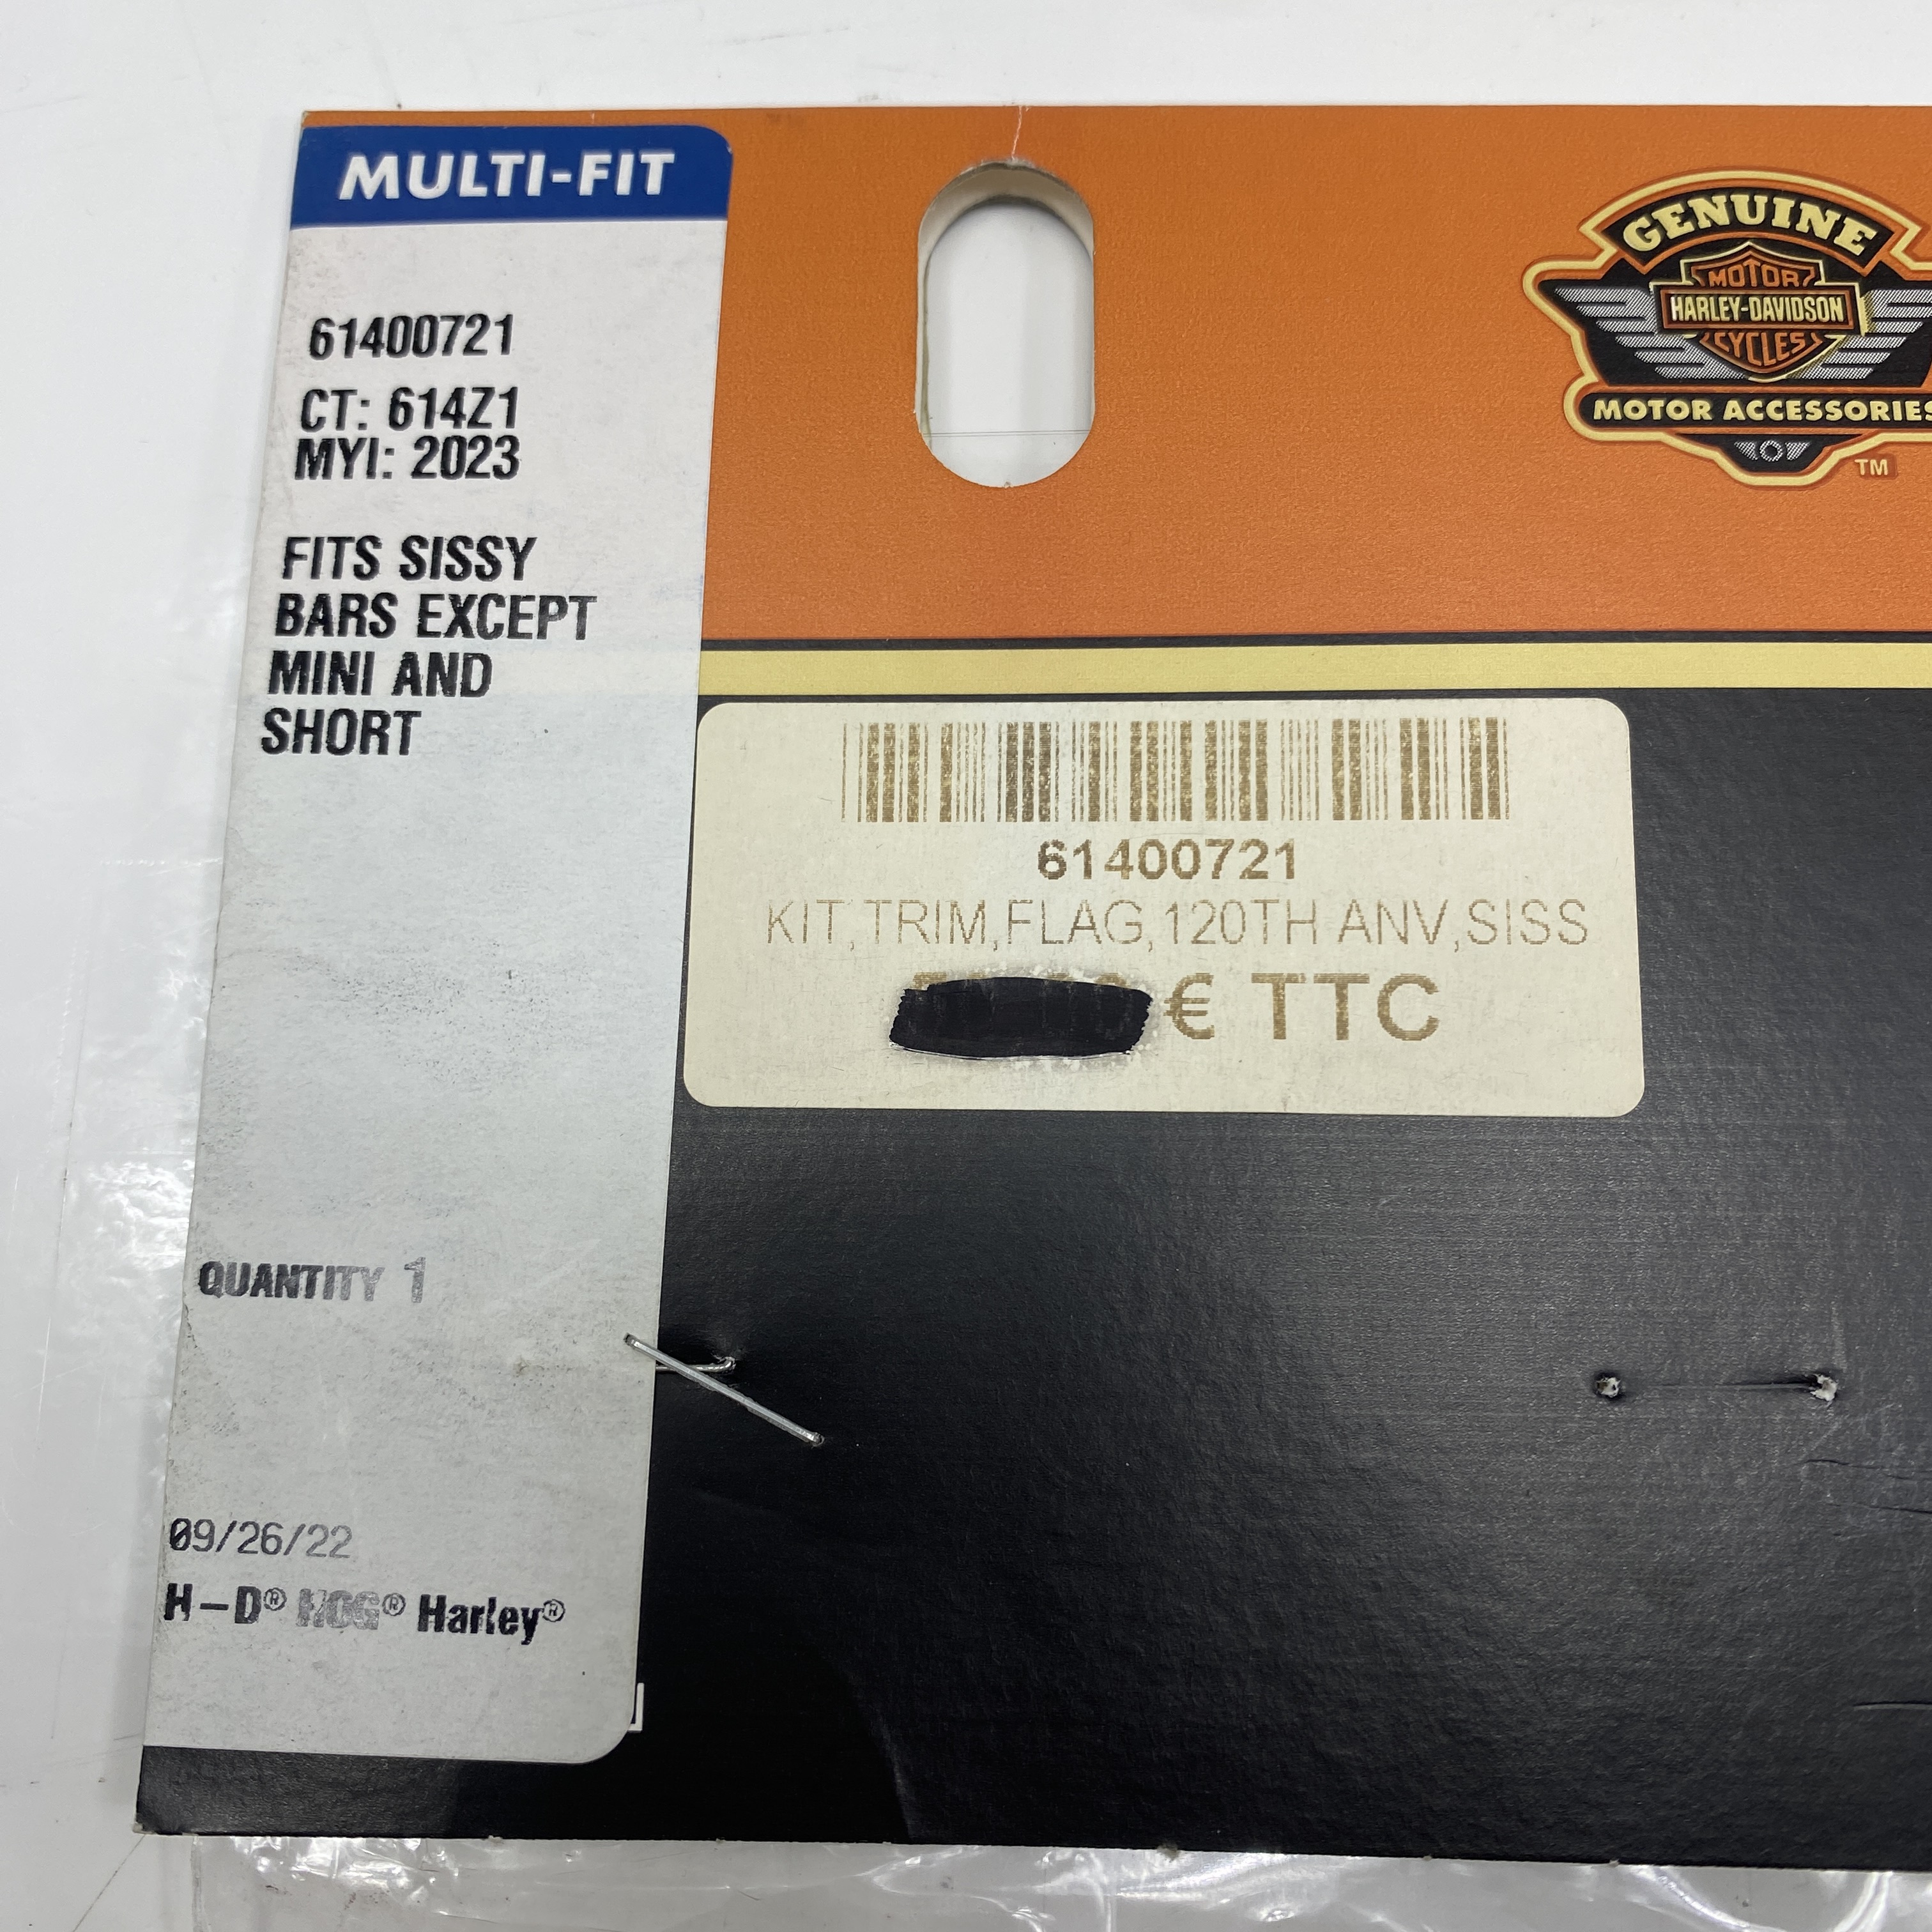 MULTI-FIT
61400721
CT: 614Z1
MYI: 2023
FITS SISSY
BARS EXCEPT
MINI AND
SHORT
QUANTITY 1
09/26/22
H-D® HOG® Harley®
GENUINE
MOTOR
HARLEY-DAVIDSON
CYCLES
MOTOR ACCESSORIES
TM
61400721
KIT,TRIM,FLAG,120TH ANV,SISS
€ TTC